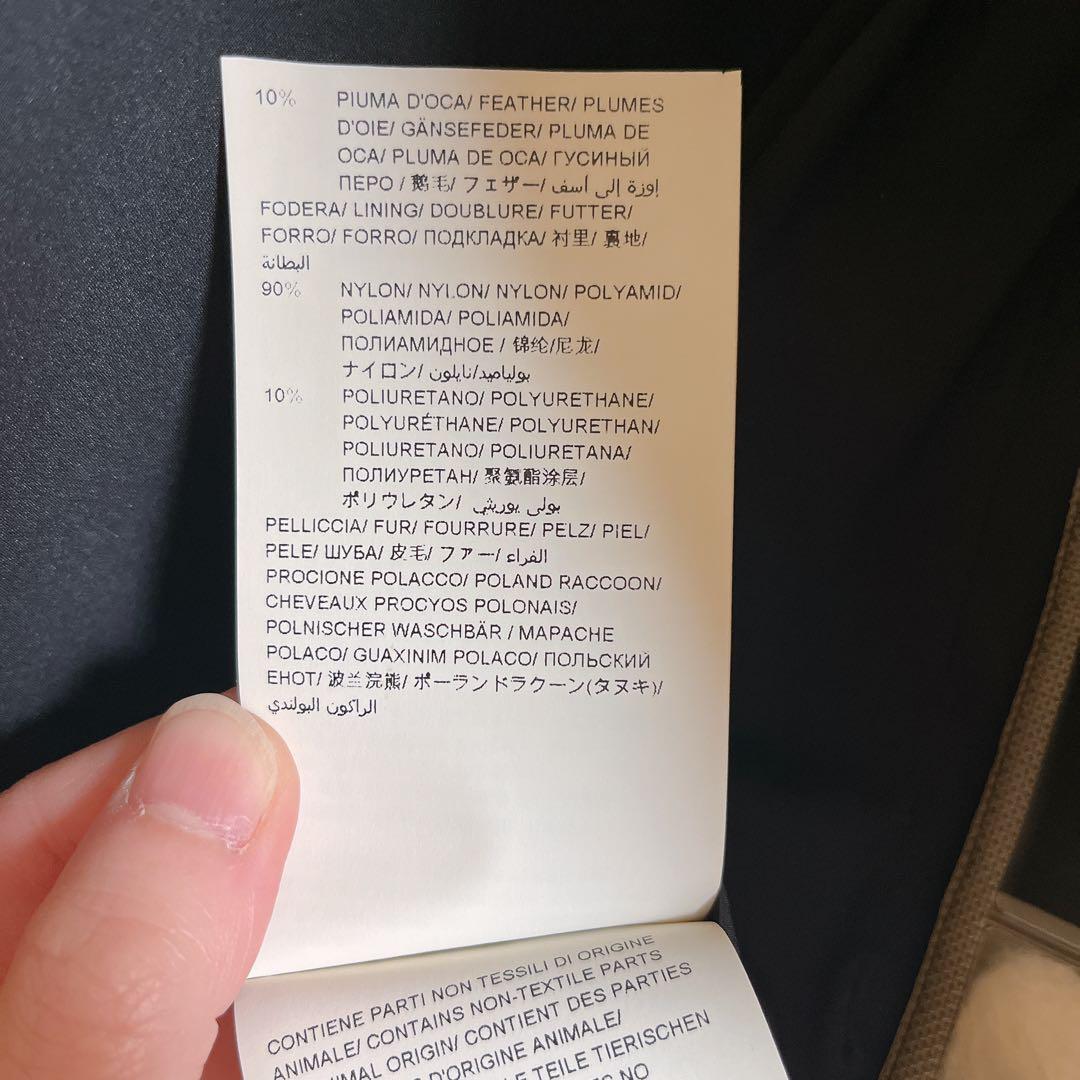 10% PIUMA D'OCA/ FEATHER/ PLUMES
D'OIE/ GÄNSEFEDER/ PLUMA DE
OCA/ PLUMA DE OCA/ ГУСИНЫЙ
ПЕРО / 鹅毛/ フェザー/ إوزة إلى أسف
FODERA/ LINING/ DOUBLURE/ FUTTER/
FORRO/ FORRO/ ПОДКЛАДКА/ 衬里/ 裏地/
البطانة
90% NYLON/ NYLON/ NYLON/ POLYAMID/
POLIAMIDA/ POLIAMIDA/
ПОЛИАМИДНОЕ / 锦纶/尼龙/
ナイロン/ بولياميد/نايلون
10% POLIURETANO/ POLYURETHANE/
POLYURÉTHANE/ POLYURETHAN/
POLIURETANO/ POLIURETANA/
ПОЛИУРЕТАН/ 聚氨酯涂层/
ポリウレタン/ بولي يوريثي
PELLICCIA/ FUR/ FOURRURE/ PELZ/ PIEL/
PELE/ ШУБА/ 皮毛/ ファー/ الفراء
PROCIONE POLACCO/ POLAND RACCOON/
CHEVEAUX PROCYOS POLONAIS/
POLNISCHER WASCHBÄR / MAPACHE
POLACO/ GUAXINIM POLACO/ ПОЛЬСКИЙ
ЕНОТ/ 波兰浣熊/ ポーランドラクーン(タヌキ)/
الراكون البولندي
CONTIENE PARTI NON TESSILI DI ORIGINE
ANIMALE/ CONTAINS NON-TEXTILE PARTS
ORIGIN/ CONTIENT DES PARTIES
D'ORIGINE ANIMALE/
TEILE TIERISCHEN
NO